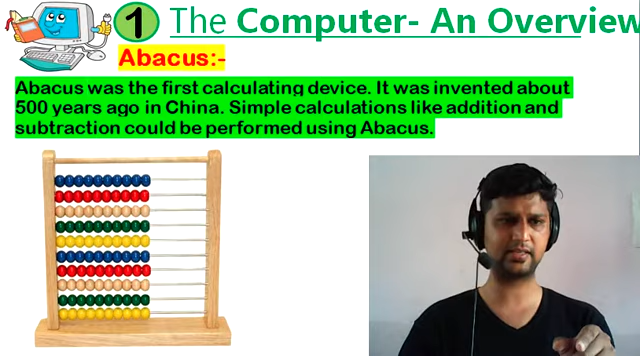 1 The Computer- An Overview
Abacus:-
Abacus was the first calculating device. It was invented about
500 years ago in China. Simple calculations like addition and
subtraction could be performed using Abacus.